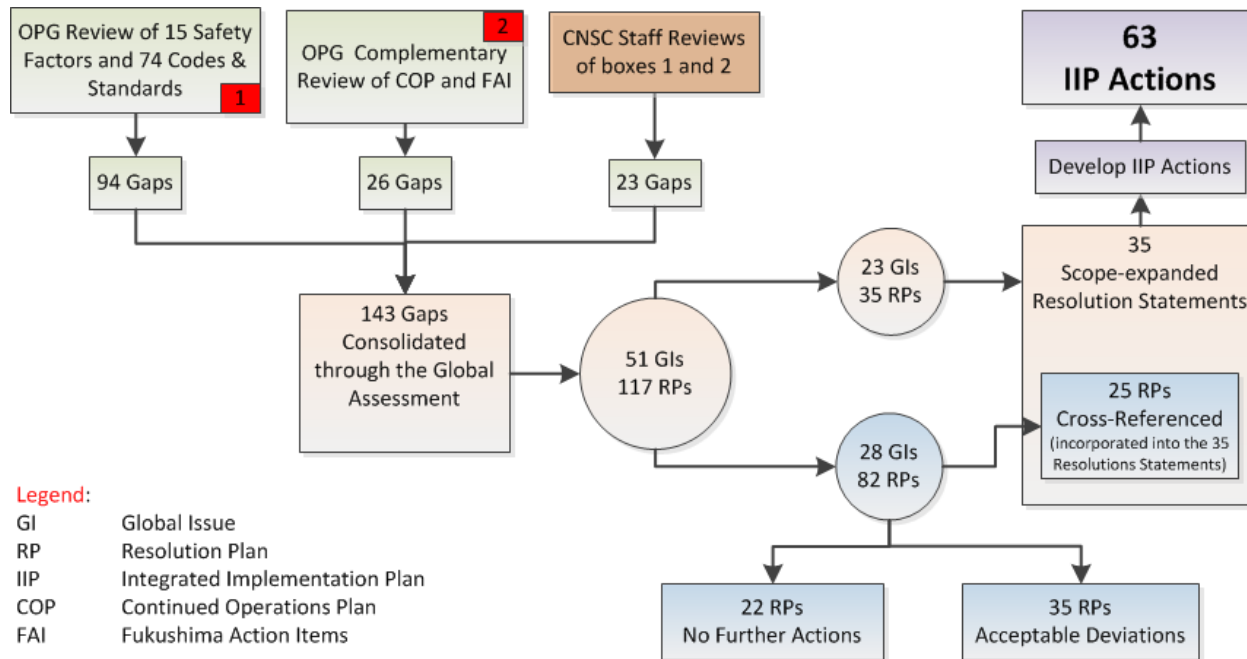 OPG Review of 15 Safety
Factors and 74 Codes &
Standards
1
2
OPG Complementary
Review of COP and FAI
CNSC Staff Reviews
of boxes 1 and 2
63
IIP Actions
94 Gaps
26 Gaps
23 Gaps
Develop IIP Actions
143 Gaps
Consolidated
through the Global
Assessment
51 GIs
117 RPs
23 GIs
35 RPs
35
Scope-expanded
Resolution Statements
25 RPs
Cross-Referenced
(incorporated into the 35
Resolutions Statements)
28 GIs
82 RPs
22 RPs
No Further Actions
35 RPs
Acceptable Deviations
Legend:
GI Global Issue
RP Resolution Plan
IIP Integrated Implementation Plan
COP Continued Operations Plan
FAI Fukushima Action Items